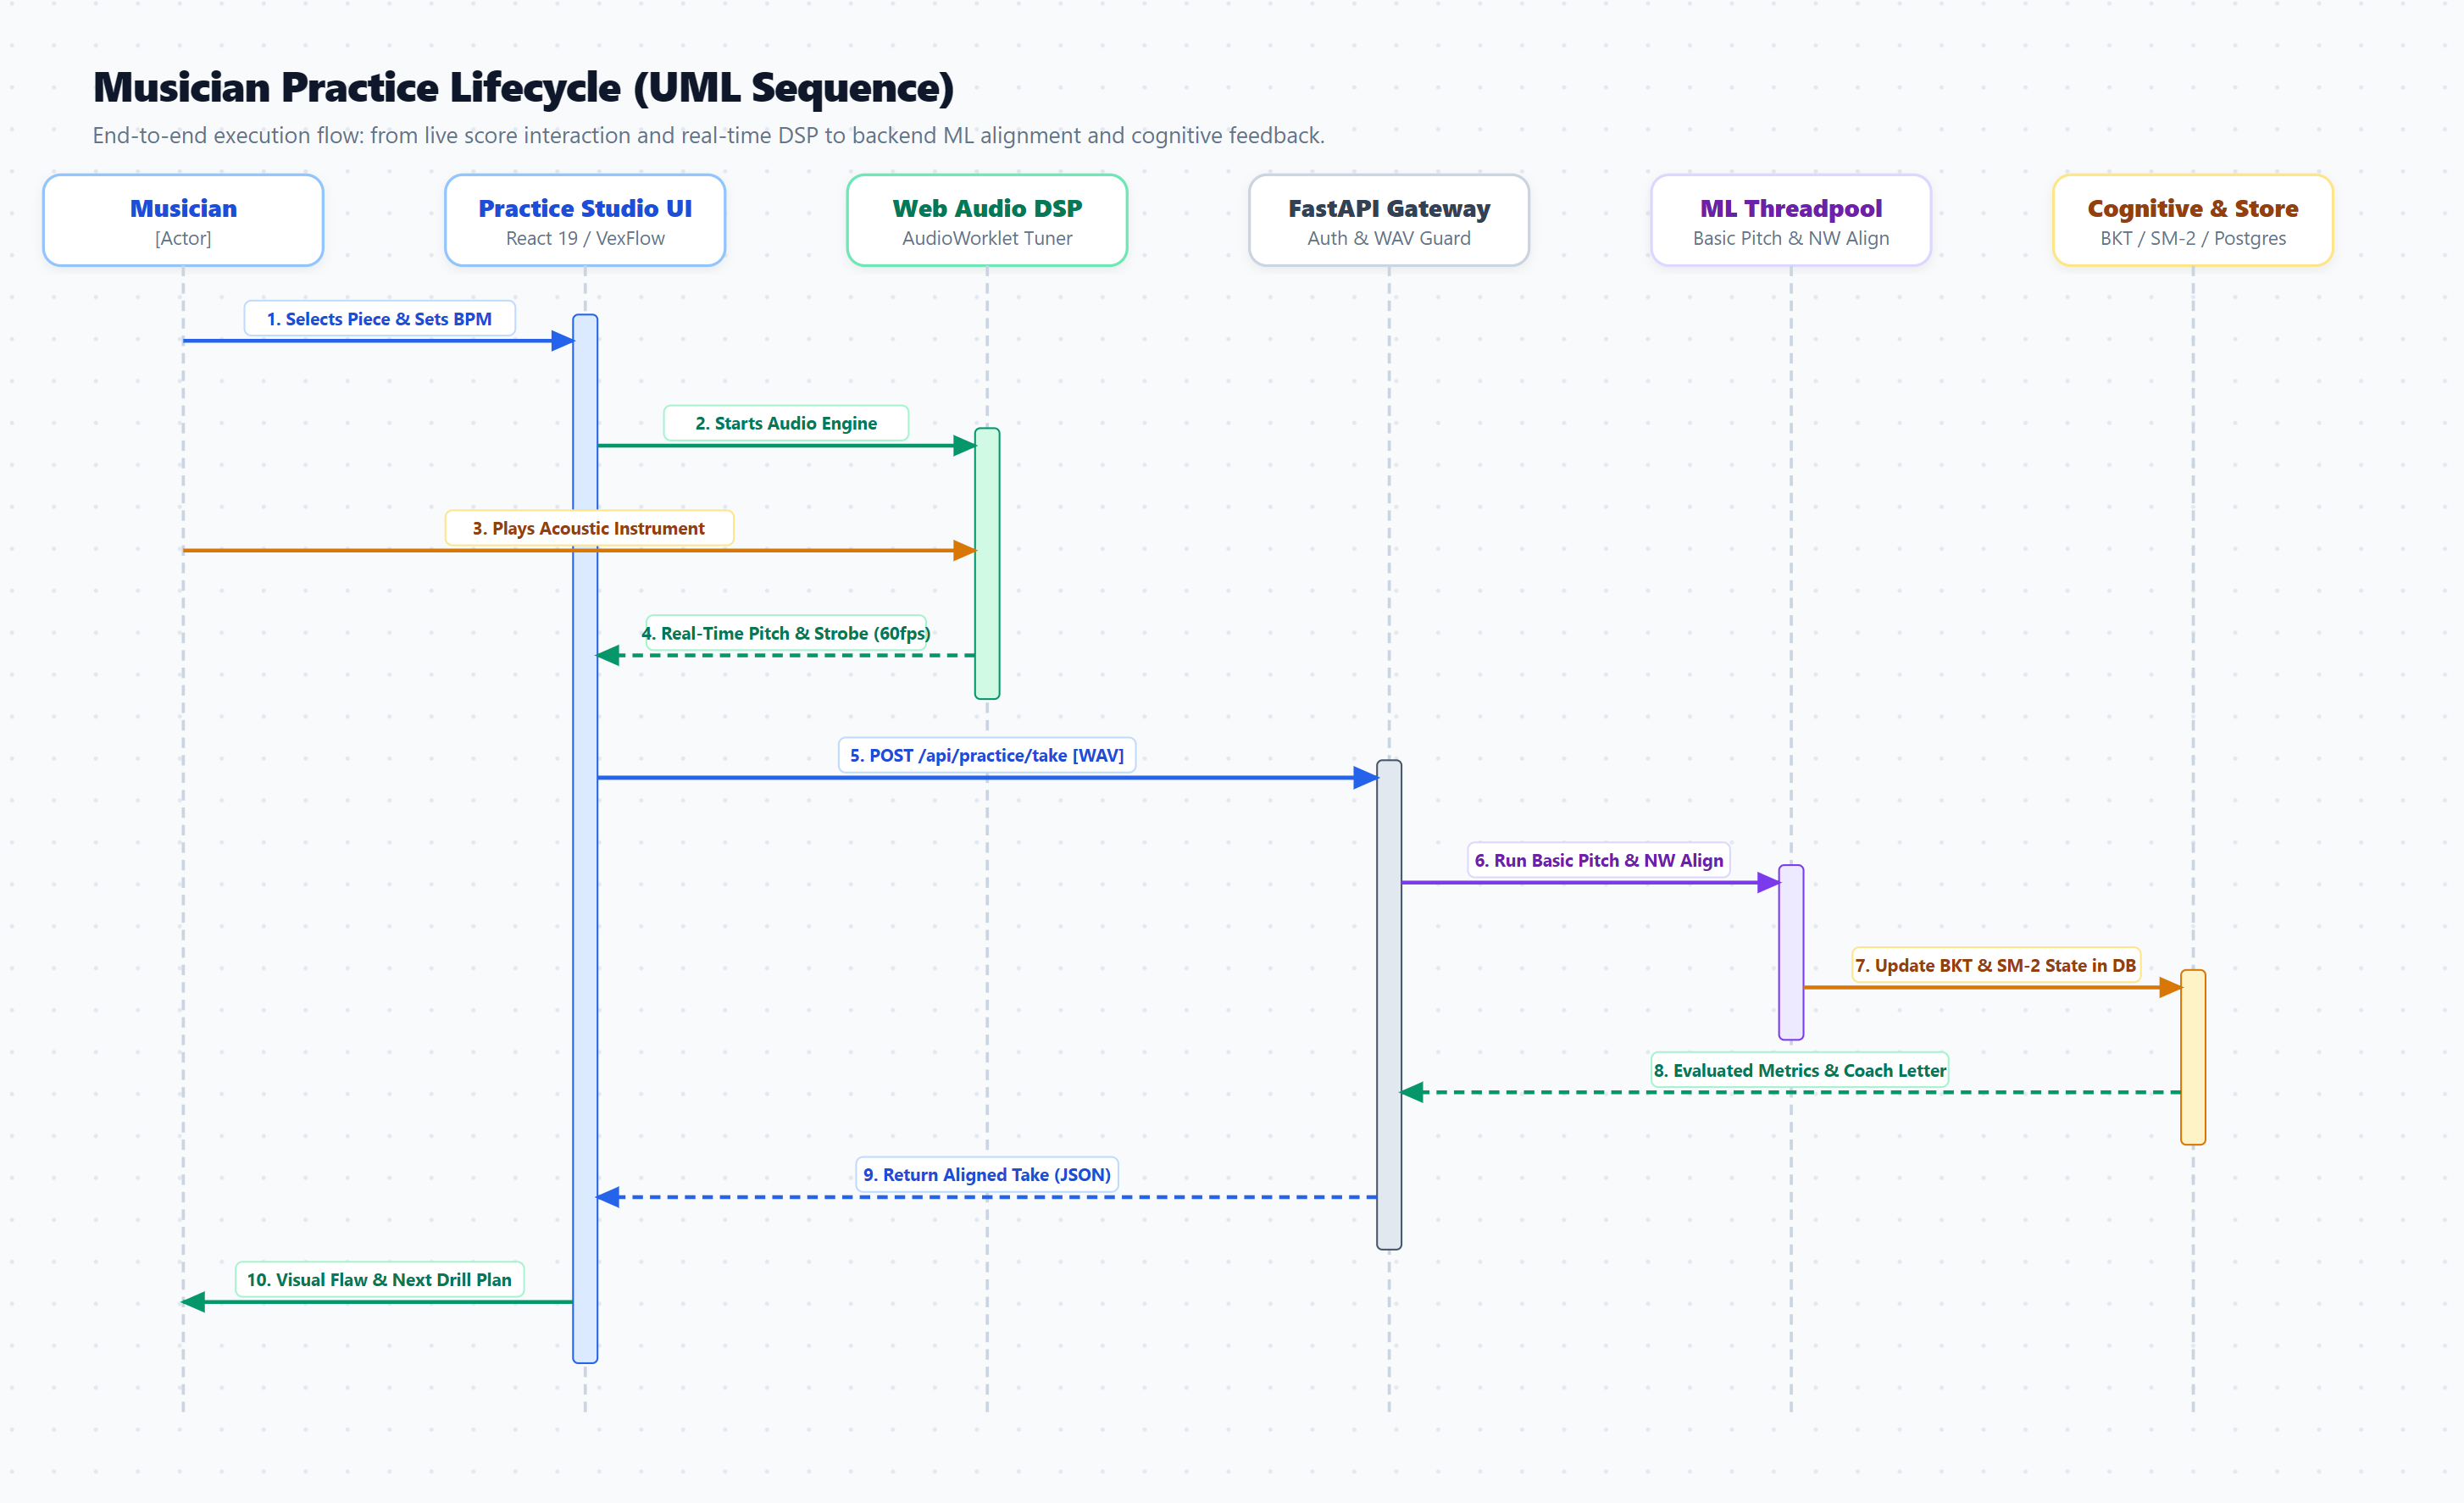 Musician Practice Lifecycle (UML Sequence)
End-to-end execution flow: from live score interaction and real-time DSP to backend ML alignment and cognitive feedback.
Musician
[Actor]
Practice Studio UI
React 19 / VexFlow
Web Audio DSP
AudioWorklet Tuner
FastAPI Gateway
Auth & WAV Guard
ML Threadpool
Basic Pitch & NW Align
Cognitive & Store
BKT / SM-2 / Postgres
1. Selects Piece & Sets BPM
2. Starts Audio Engine
3. Plays Acoustic Instrument
4. Real-Time Pitch & Strobe (60fps)
5. POST /api/practice/take [WAV]
6. Run Basic Pitch & NW Align
7. Update BKT & SM-2 State in DB
8. Evaluated Metrics & Coach Letter
9. Return Aligned Take (JSON)
10. Visual Flaw & Next Drill Plan